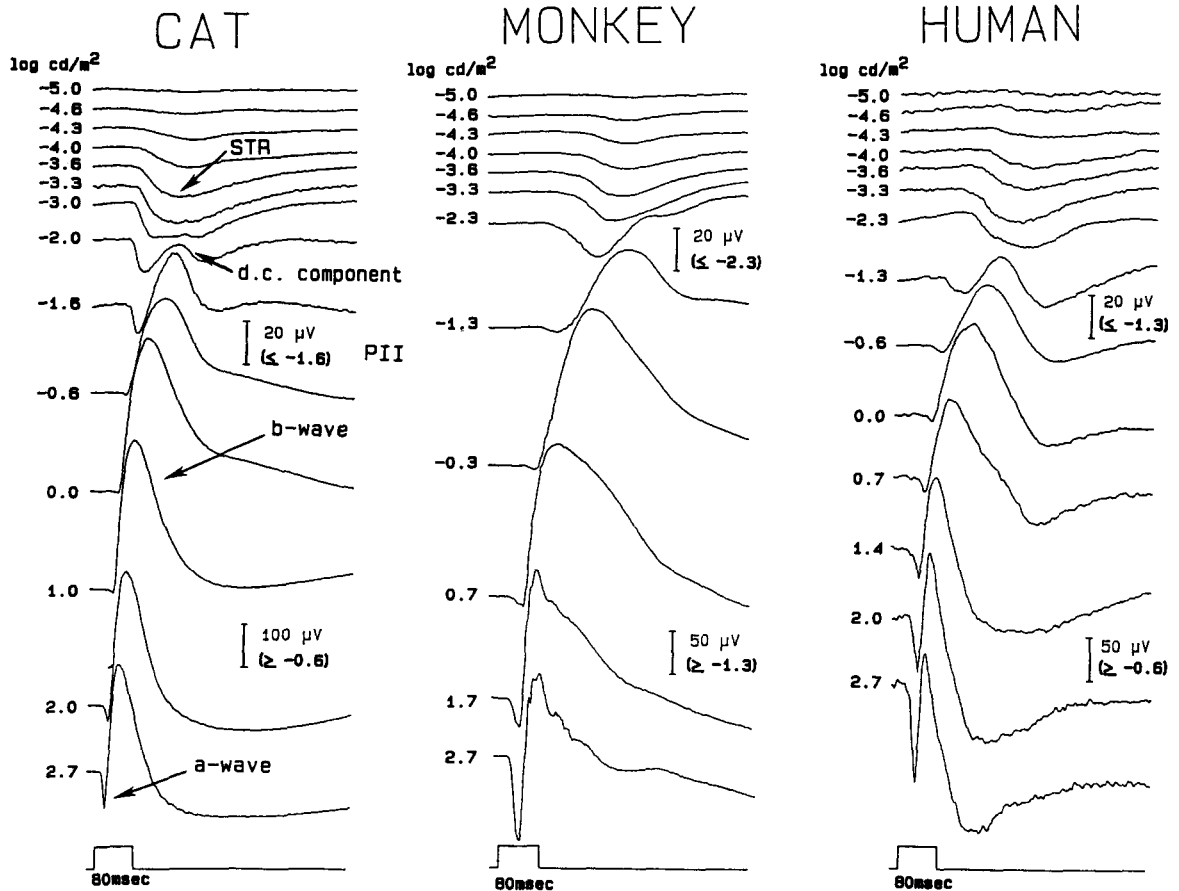 CAT
log cd/m²
-5.0
-4.6
-4.3
-4.0
-3.6
-3.3
-3.0
-2.0
-1.6
-0.6
0.0
1.0
2.0
2.7
STR
d.c. component
20 µV
(≤ -1.6)
PII
b-wave
100 µV
(≥ -0.6)
a-wave
80msec
MONKEY
log cd/m²
-5.0
-4.6
-4.3
-4.0
-3.6
-3.3
-2.3
-1.3
-0.3
0.7
1.7
2.7
20 µV
(≤ -2.3)
50 µV
(≥ -1.3)
80msec
HUMAN
log cd/m²
-5.0
-4.6
-4.3
-4.0
-3.6
-3.3
-2.3
-1.3
-0.6
0.0
0.7
1.4
2.0
2.7
20 µV
(≤ -1.3)
50 µV
(≥ -0.6)
80msec